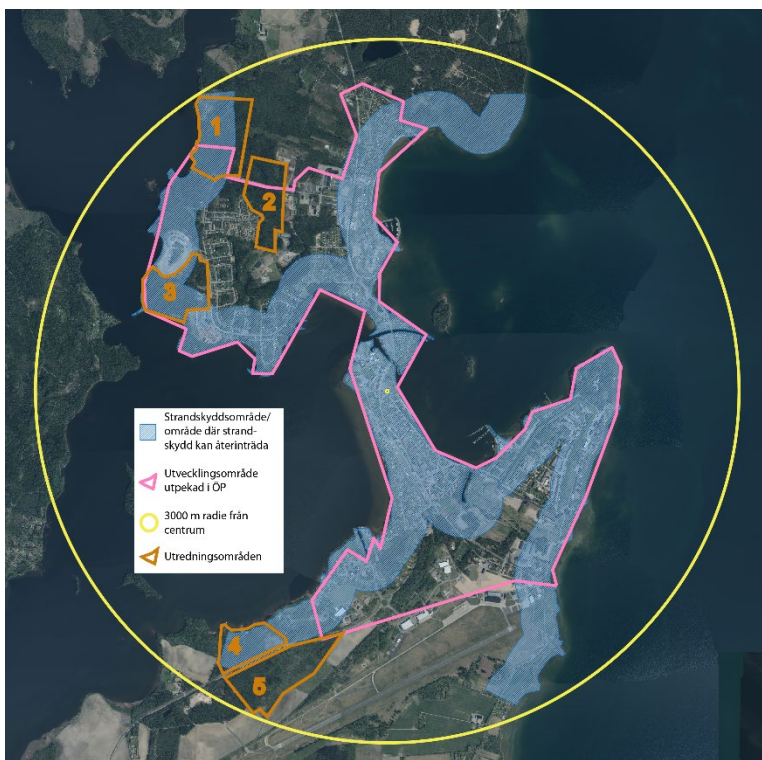 1
2
3
Strandskyddsområde/
område där strand-
skydd kan återinträda
Utvecklingsområde
utpekad i ÖP
3000 m radie från
centrum
Utredningsområden
4
5